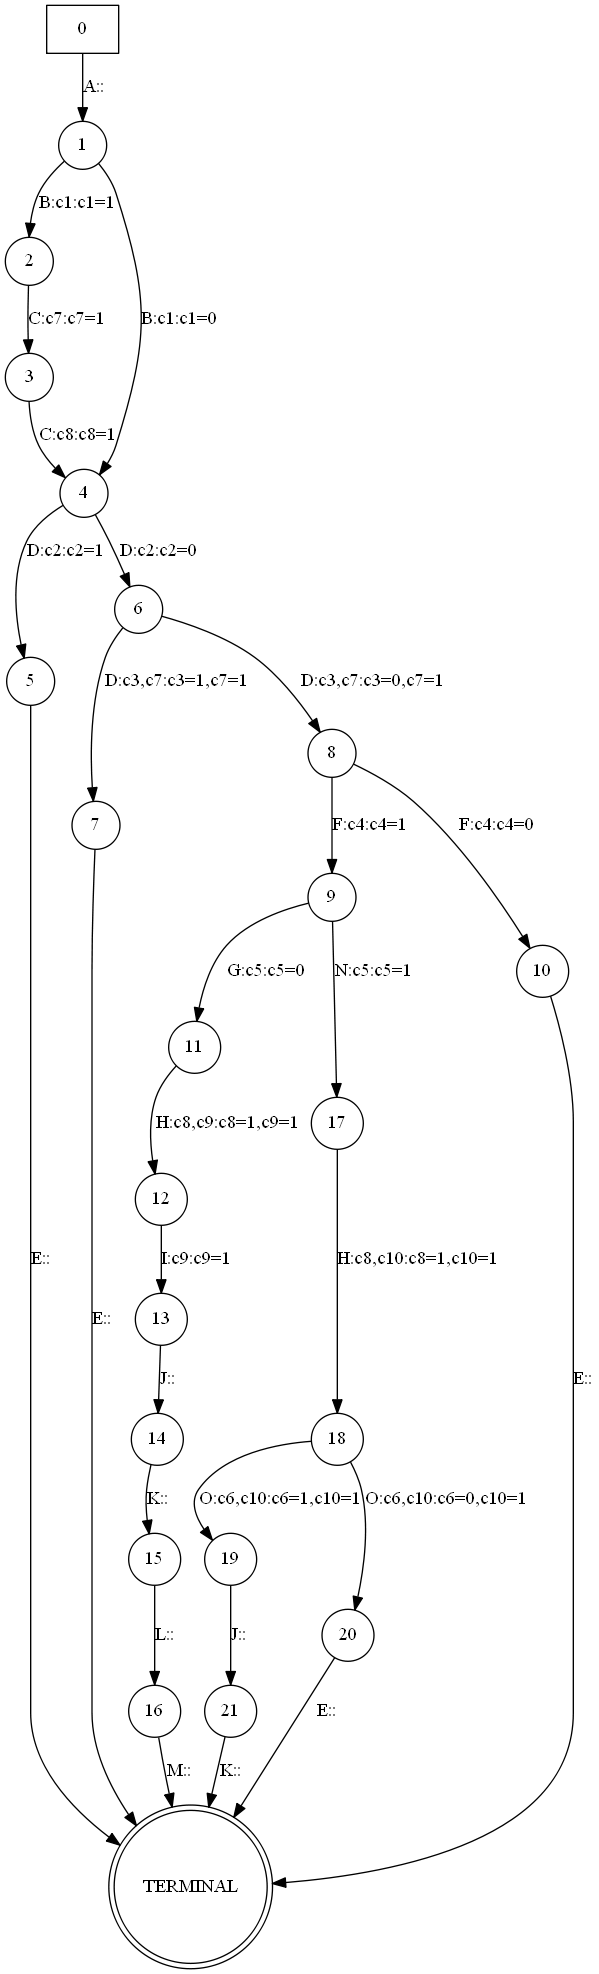 0
A::
1
B:c1:c1=1
2
C:c7:c7=1
B:c1:c1=0
3
C:c8:c8=1
4
D:c2:c2=1
D:c2:c2=0
6
5
D:c3,c7:c3=1,c7=1
D:c3,c7:c3=0,c7=1
8
7
F:c4:c4=1
F:c4:c4=0
9
10
G:c5:c5=0
N:c5:c5=1
11
17
H:c8,c9:c8=1,c9=1
12
E::
E::
I:c9:c9=1
H:c8,c10:c8=1,c10=1
E::
13
J::
14
18
K::
O:c6,c10:c6=1,c10=1
O:c6,c10:c6=0,c10=1
15
19
L::
J::
20
16
21
M::
K::
E::
TERMINAL